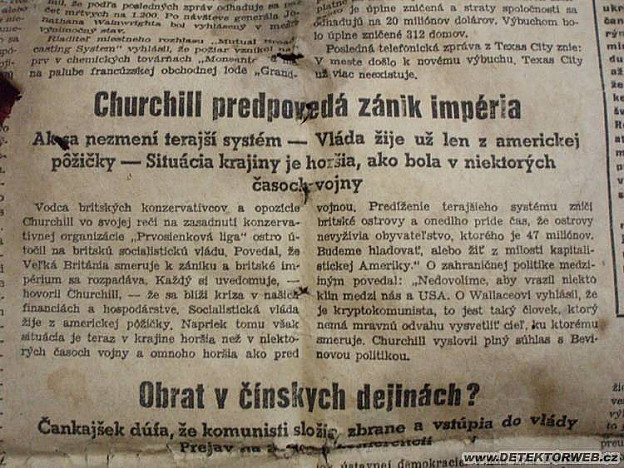 čet mŕtvych na 1.200. Po návšteve generála Jo-
nathana Wainwrighta bol vyhlásený v meste
výnimočný stav.
Riaditeľ miestneho rozhlasu „Mutual
casting System" vyhlásil, že požiar vznikol
prv v chemických továrňach „Monsanto"
na palube francúzskej obchodnej lode „Grand-
je úplne zničená a straty spoločnosti sa
odhadujú na 20 miliónov dolárov. Výbuchom bo-
lo úplne zničené 312 domov.
Posledná telefonická zpráva z Texas City znie:
V meste došlo k novému výbuchu. Texas City
už viac neexistuje.
Churchill predpovedá zánik impéria
Ak sa nezmení terajší systém — Vláda žije už len z americkej
pôžičky — Situácia krajiny je horšia, ako bola v niektorých
časoch vojny
Vodca britských konzervatívcov a opozície
Churchill vo svojej reči na zasadnutí konzerva-
tívnej organizácie „Prvosienková liga" ostro ú-
točil na britskú socialistickú vládu. Povedal, že
Veľká Británia smeruje k zániku a britské im-
périum sa rozpadáva. Každý si uvedomuje, —
hovoril Churchill, — že sa blíži kríza v našich
financiách a hospodárstve. Socialistická vláda
žije z americkej pôžičky. Napriek tomu však
situácia je teraz v krajine horšia než v niekto-
rých časoch vojny a omnoho horšia ako pred
vojnou. Predĺženie terajšieho systému zničí
britské ostrovy a onedlho príde čas, že ostrovy
nevyživia obyvateľstvo, ktorého je 47 miliónov.
Budeme hladovať, alebo žiť z milosti kapitali-
stickej Ameriky." O zahraničnej politike medzi-
iným povedal: „Nedovolíme, aby vrazil niekto
klin medzi nás a USA. O Wallaceovi vyhlásil, že
je kryptokomunista, to jest taký človek, ktorý
nemá mravnú odvahu vysvetliť cieľ, ku ktorému
smeruje. Churchill vyslovil plný súhlas s Bevi-
novou politikou.
Obrat v čínskych dejinách?
Čankajšek dúfa, že komunisti složia zbrane a vstúpia do vlády
Prejav na
ústavnej demokracie
WWW.DETEKTORWEB.cz